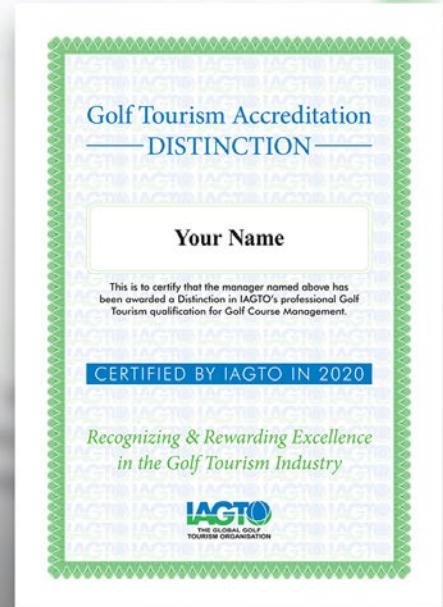 Golf Tourism Accreditation
DISTINCTION
Your Name
This is to certify that the manager named above has
been awarded a Distinction in IAGTO's professional Golf
Tourism qualification for Golf Course Management.
CERTIFIED BY IAGTO IN 2020
Recognizing & Rewarding Excellence
in the Golf Tourism Industry
IAGTO
THE GLOBAL GOLF
TOURISM ORGANISATION